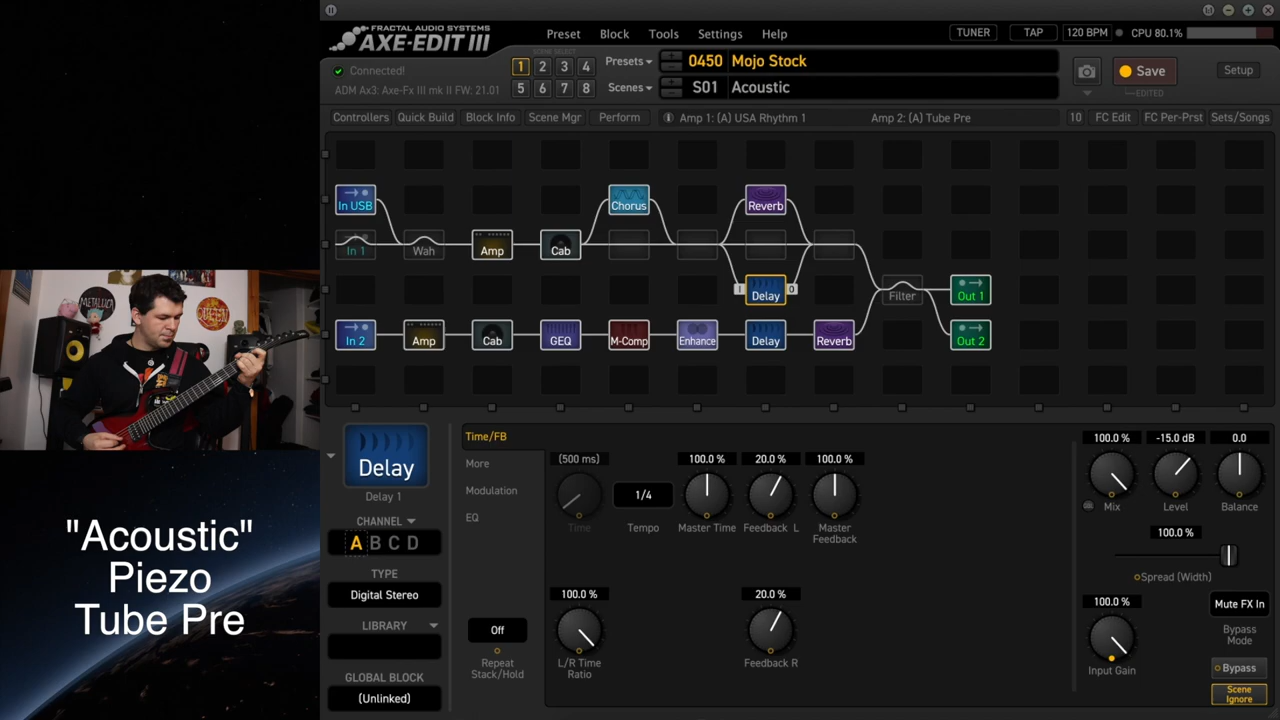 FRACTAL AUDIO SYSTEMS
AXE-EDIT III
Preset
Block
Tools
Settings
Help
TUNER
TAP
120 BPM
CPU 80.1%
Connected!
ADM Ax3: Axe-Fx III mk II FW: 21.01
SCENE SELECT
1 2 3 4
5 6 7 8
Presets
0450 Mojo Stock
Scenes
S01 Acoustic
Save
EDITED
Setup
Controllers
Quick Build
Block Info
Scene Mgr
Perform
Amp 1: (A) USA Rhythm 1
Amp 2: (A) Tube Pre
10
FC Edit
FC Per-Prst
Sets/Songs
In USB
Chorus
Reverb
In 1
Wah
Amp
Cab
I
Delay
O
Filter
Out 1
In 2
Amp
Cab
GEQ
M-Comp
Enhance
Delay
Reverb
Out 2
METALLICA
QUEEN
"Acoustic"
Piezo
Tube Pre
Delay
Delay 1
CHANNEL
A B C D
TYPE
Digital Stereo
LIBRARY
GLOBAL BLOCK
(Unlinked)
Time/FB
More
Modulation
EQ
(500 ms)
Time
1/4
Tempo
100.0 %
Master Time
20.0 %
Feedback L
100.0 %
Master
Feedback
Off
Repeat
Stack/Hold
100.0 %
L/R Time
Ratio
20.0 %
Feedback R
100.0 %
Mix
-15.0 dB
Level
0.0
Balance
100.0 %
Spread (Width)
100.0 %
Input Gain
Mute FX In
Bypass
Mode
Bypass
Scene
Ignore